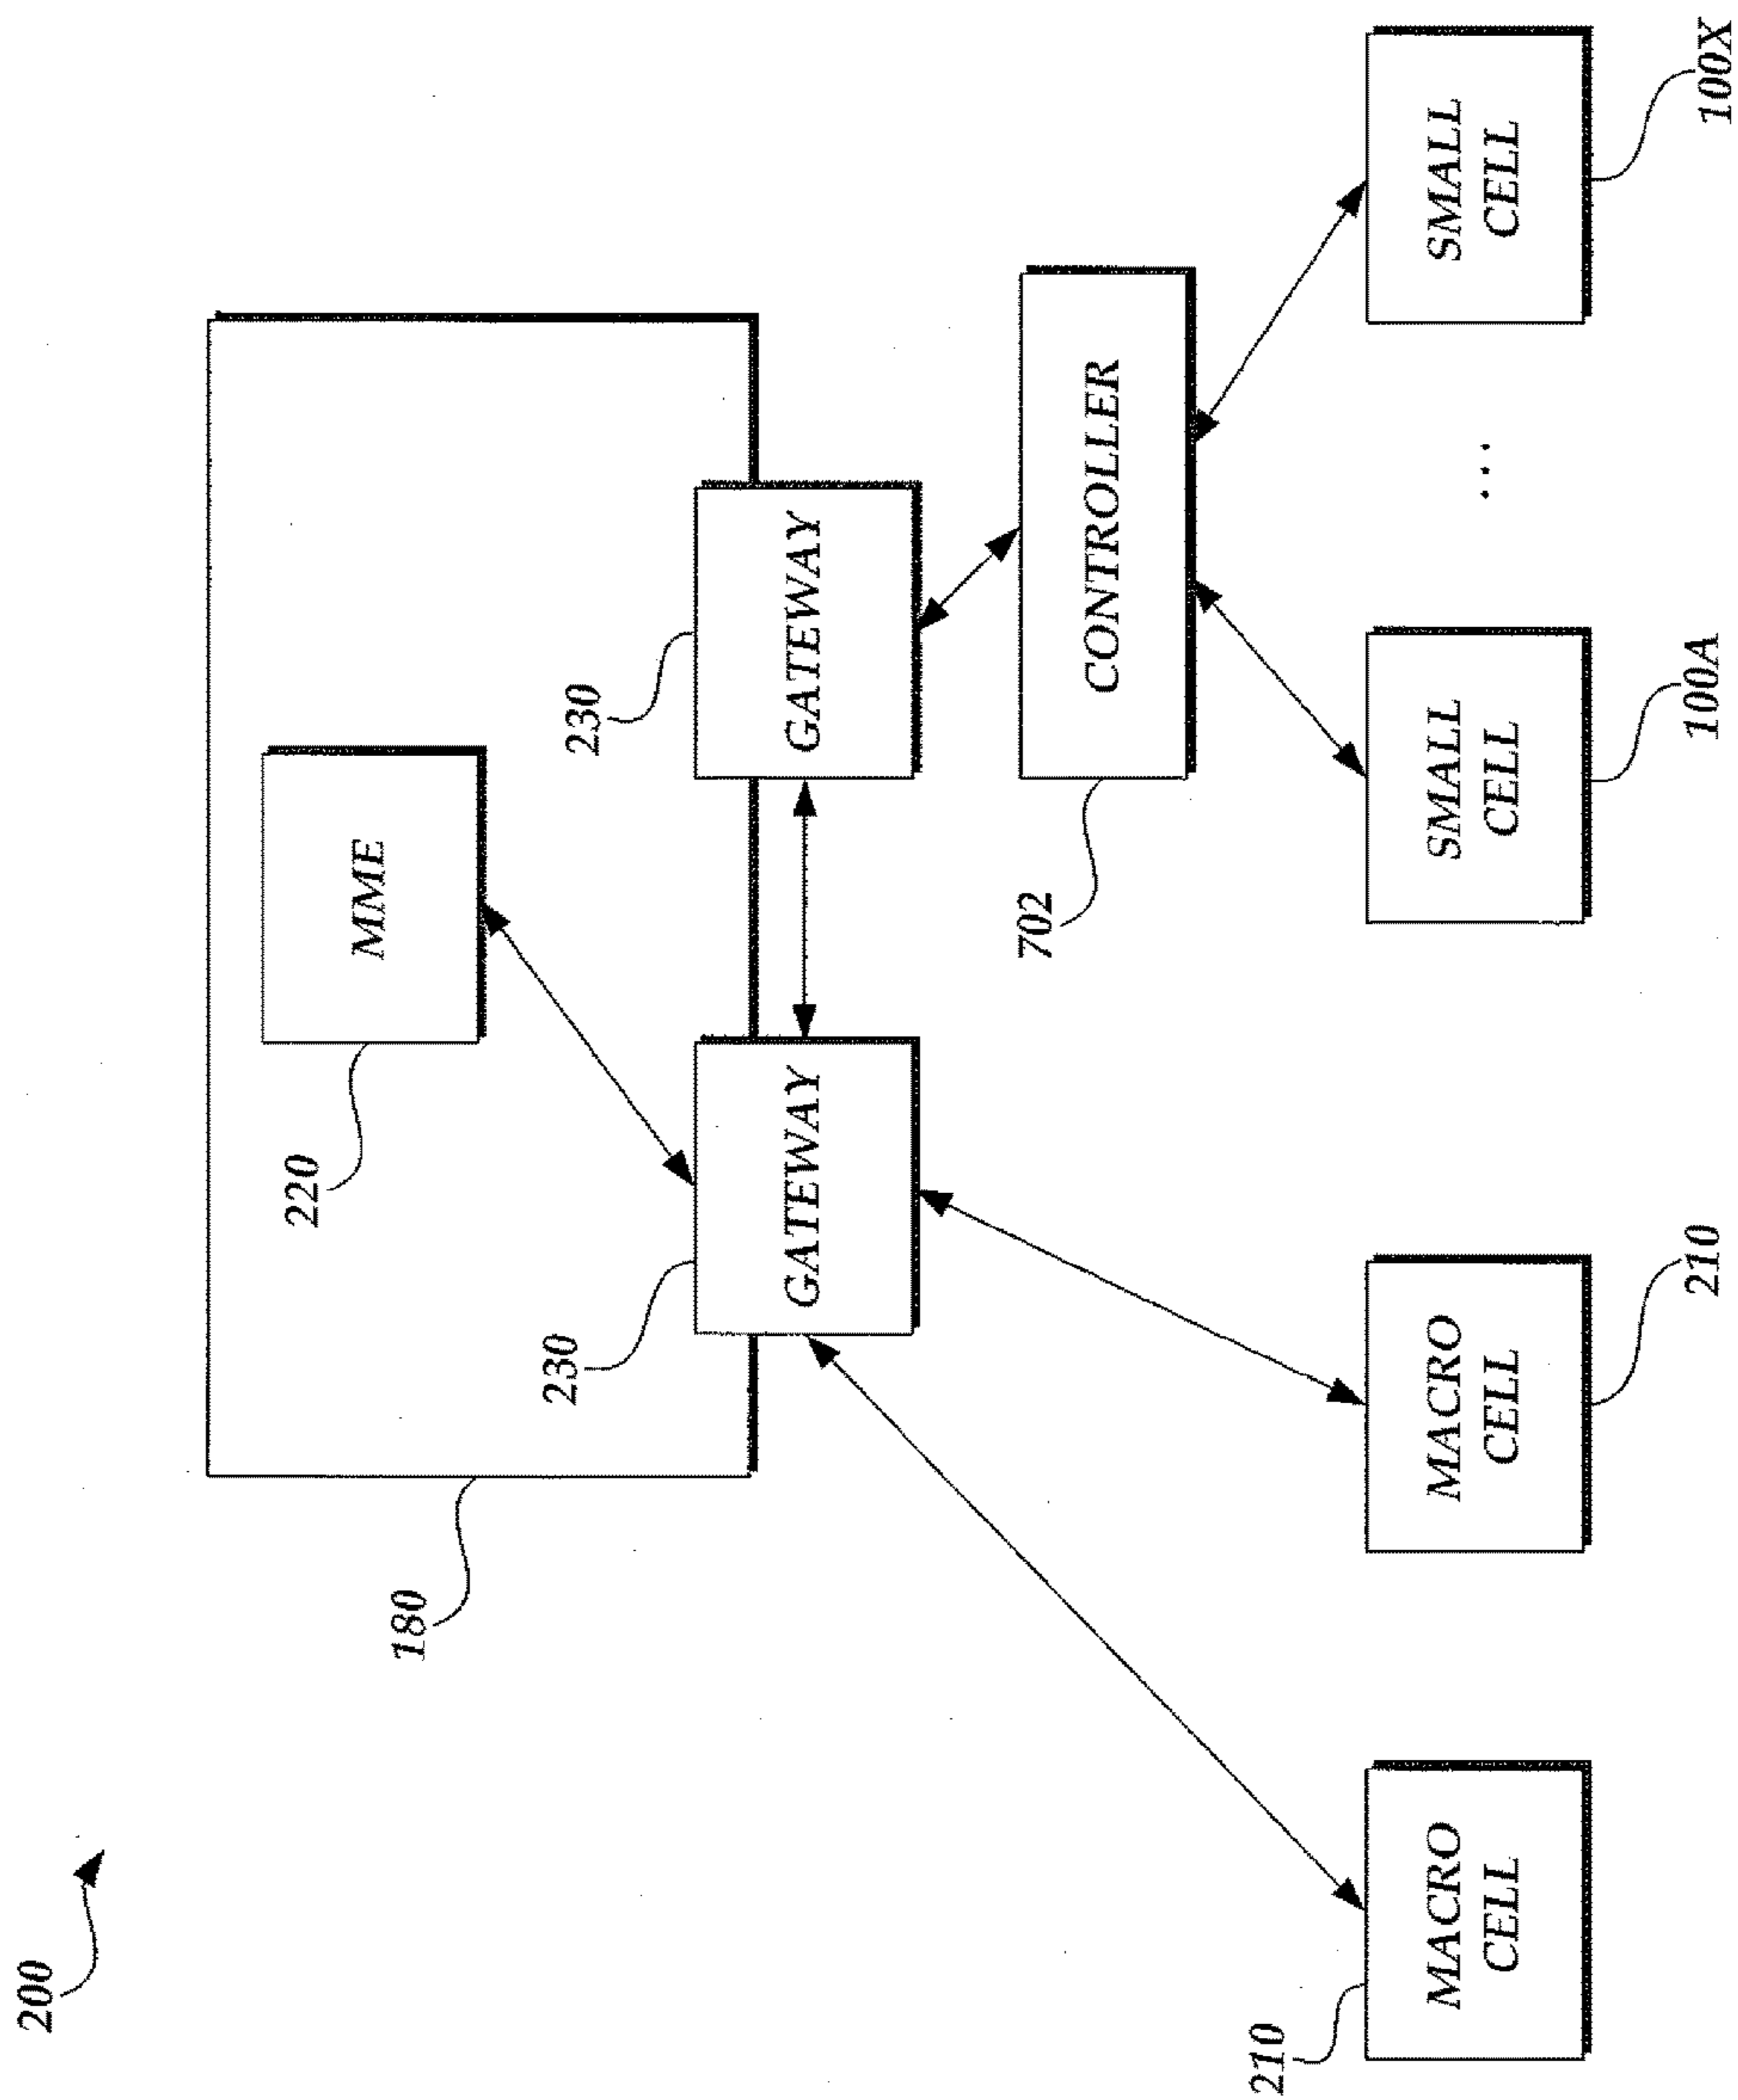 200
180
220
MME
230
GATEWAY
230
GATEWAY
702
CONTROLLER
210
MACRO
CELL
MACRO
CELL
210
SMALL
CELL
100A
...
SMALL
CELL
100X